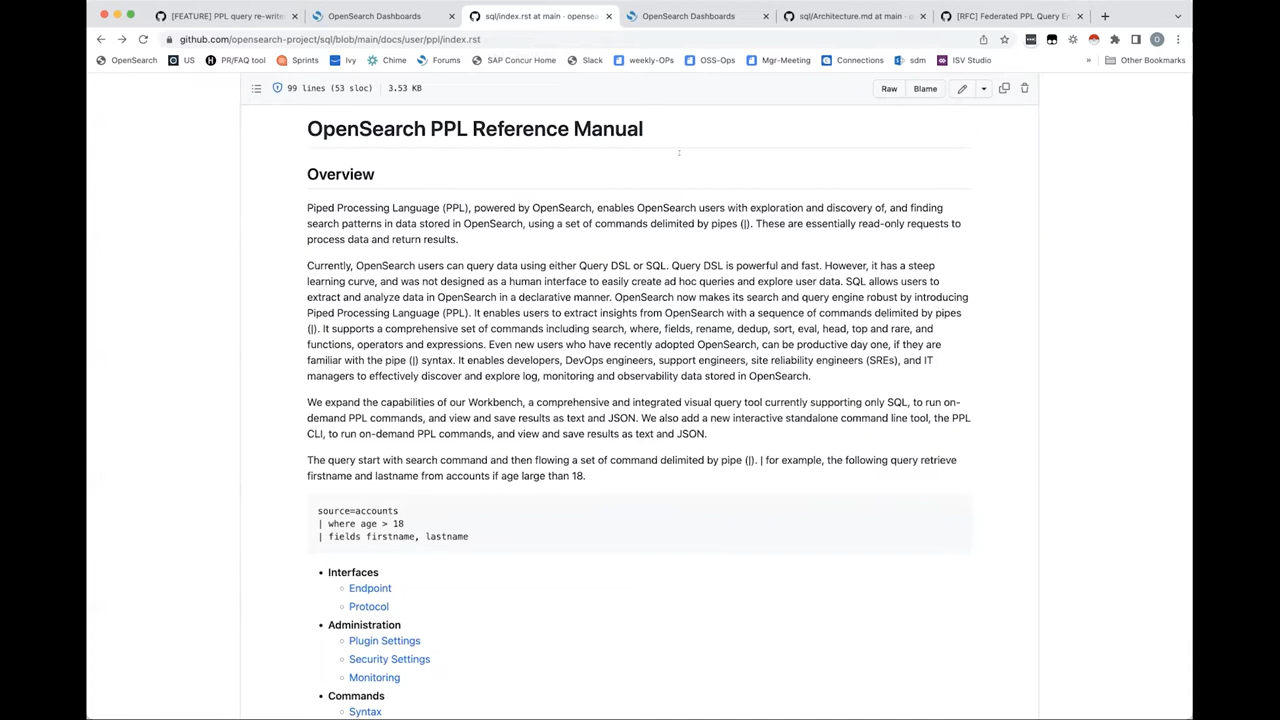 [FEATURE] PPL query re-writer
OpenSearch Dashboards
sql/index.rst at main · opensea
OpenSearch Dashboards
sql/Architecture.md at main · o
[RFC] Federated PPL Query En
github.com/opensearch-project/sql/blob/main/docs/user/ppl/index.rst
OpenSearch
US
PR/FAQ tool
Sprints
Ivy
Chime
Forums
SAP Concur Home
Slack
weekly-OPs
OSS-Ops
Mgr-Meeting
Connections
sdm
ISV Studio
»
Other Bookmarks
99 lines (53 sloc) | 3.53 KB
Raw
Blame
OpenSearch PPL Reference Manual
Overview
Piped Processing Language (PPL), powered by OpenSearch, enables OpenSearch users with exploration and discovery of, and finding
search patterns in data stored in OpenSearch, using a set of commands delimited by pipes (|). These are essentially read-only requests to
process data and return results.
Currently, OpenSearch users can query data using either Query DSL or SQL. Query DSL is powerful and fast. However, it has a steep
learning curve, and was not designed as a human interface to easily create ad hoc queries and explore user data. SQL allows users to
extract and analyze data in OpenSearch in a declarative manner. OpenSearch now makes its search and query engine robust by introducing
Piped Processing Language (PPL). It enables users to extract insights from OpenSearch with a sequence of commands delimited by pipes
(|). It supports a comprehensive set of commands including search, where, fields, rename, dedup, sort, eval, head, top and rare, and
functions, operators and expressions. Even new users who have recently adopted OpenSearch, can be productive day one, if they are
familiar with the pipe (|) syntax. It enables developers, DevOps engineers, support engineers, site reliability engineers (SREs), and IT
managers to effectively discover and explore log, monitoring and observability data stored in OpenSearch.
We expand the capabilities of our Workbench, a comprehensive and integrated visual query tool currently supporting only SQL, to run on-
demand PPL commands, and view and save results as text and JSON. We also add a new interactive standalone command line tool, the PPL
CLI, to run on-demand PPL commands, and view and save results as text and JSON.
The query start with search command and then flowing a set of command delimited by pipe (|). | for example, the following query retrieve
firstname and lastname from accounts if age large than 18.
source=accounts
| where age > 18
| fields firstname, lastname
• Interfaces
◦ Endpoint
◦ Protocol
• Administration
◦ Plugin Settings
◦ Security Settings
◦ Monitoring
• Commands
◦ Syntax